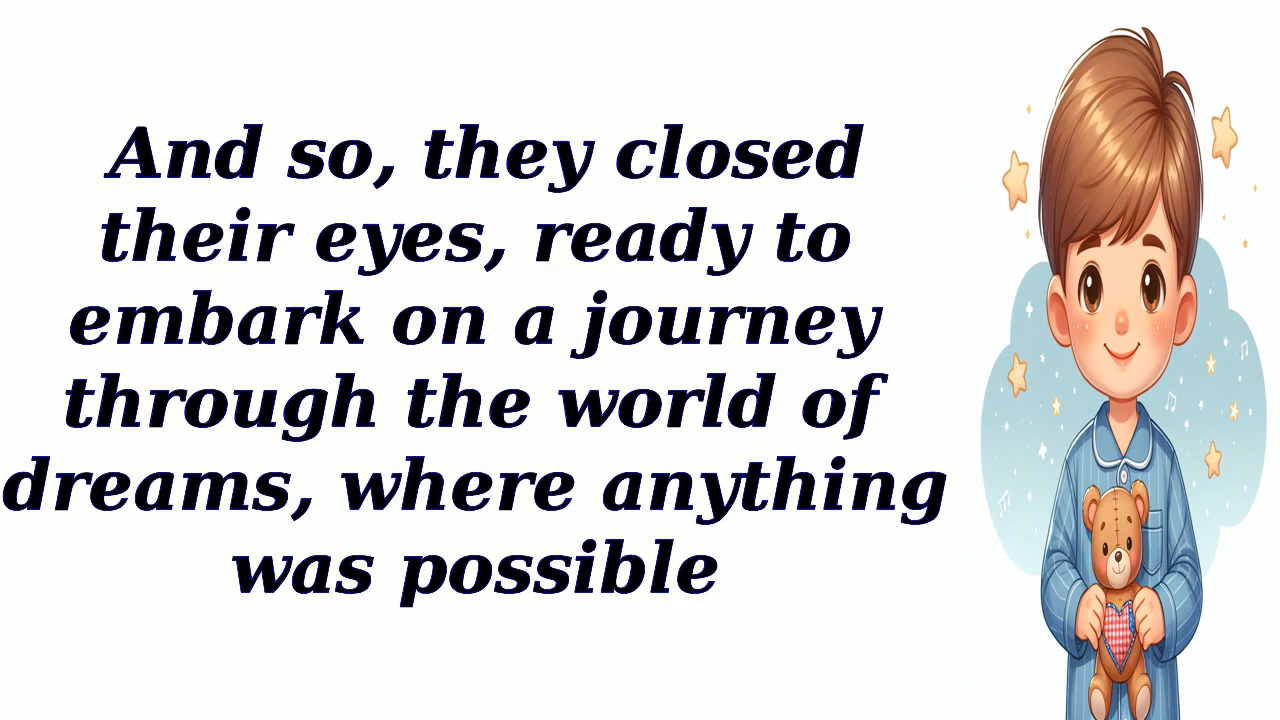 And so, they closed
their eyes, ready to
embark on a journey
through the world of
dreams, where anything
was possible